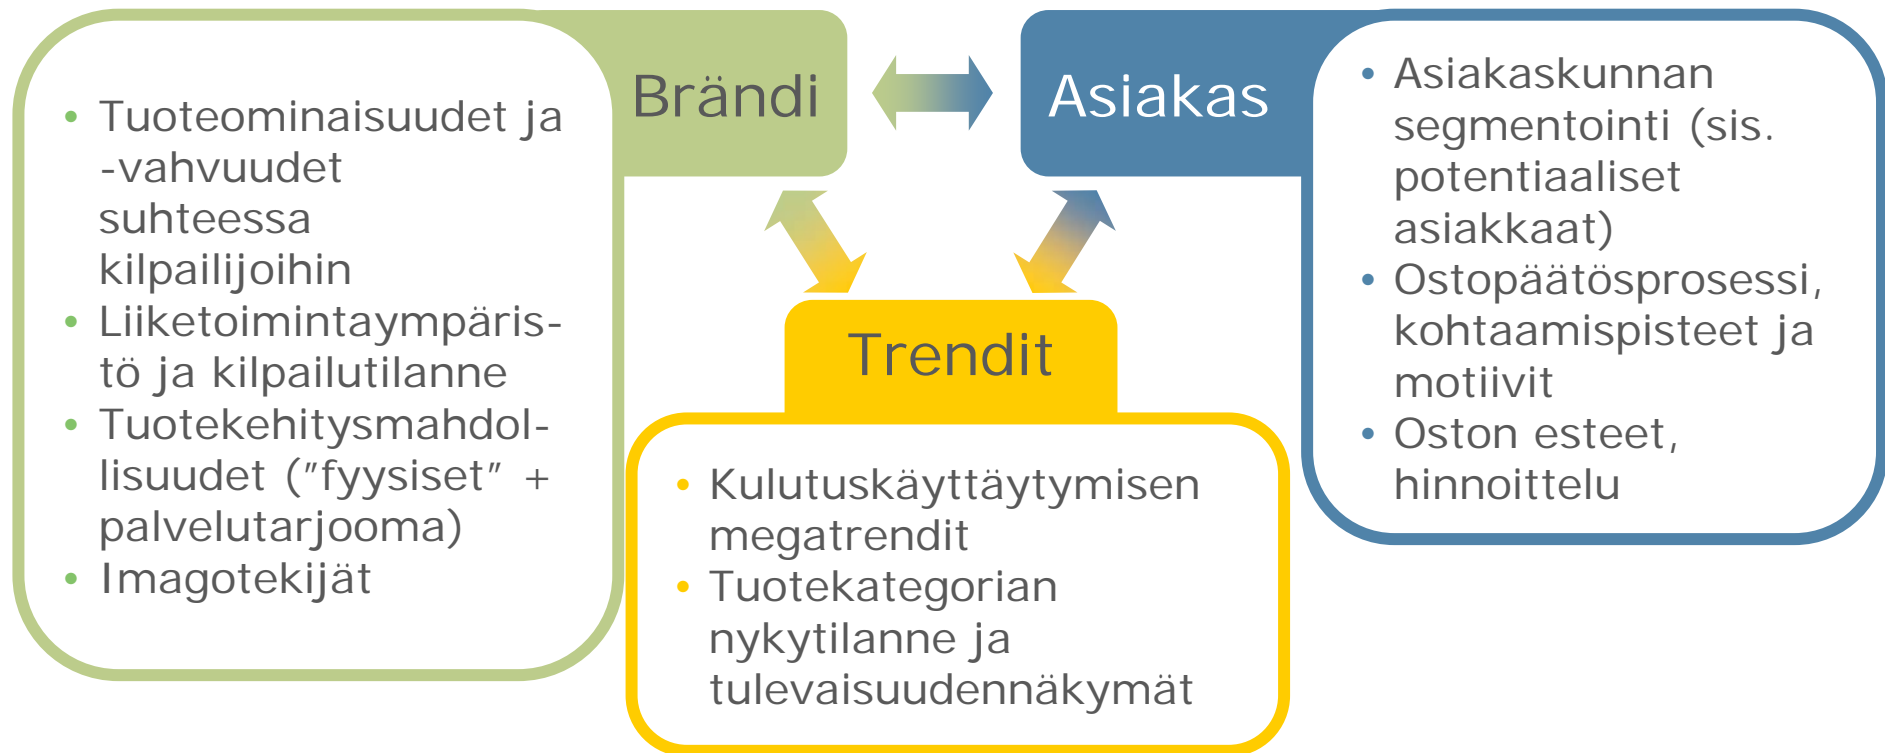 Brändi
• Tuoteominaisuudet ja
-vahvuudet
suhteessa
kilpailijoihin
• Liiketoimintaympäris-
tö ja kilpailutilanne
• Tuotekehitysmahdol-
lisuudet ("fyysiset" +
palvelutarjooma)
• Imagotekijät
Asiakas
• Asiakaskunnan
segmentointi (sis.
potentiaaliset
asiakkaat)
• Ostopäätösprosessi,
kohtaamispisteet ja
motiivit
• Oston esteet,
hinnoittelu
Trendit
• Kulutuskäyttäytymisen
megatrendit
• Tuotekategorian
nykytilanne ja
tulevaisuudennäkymät